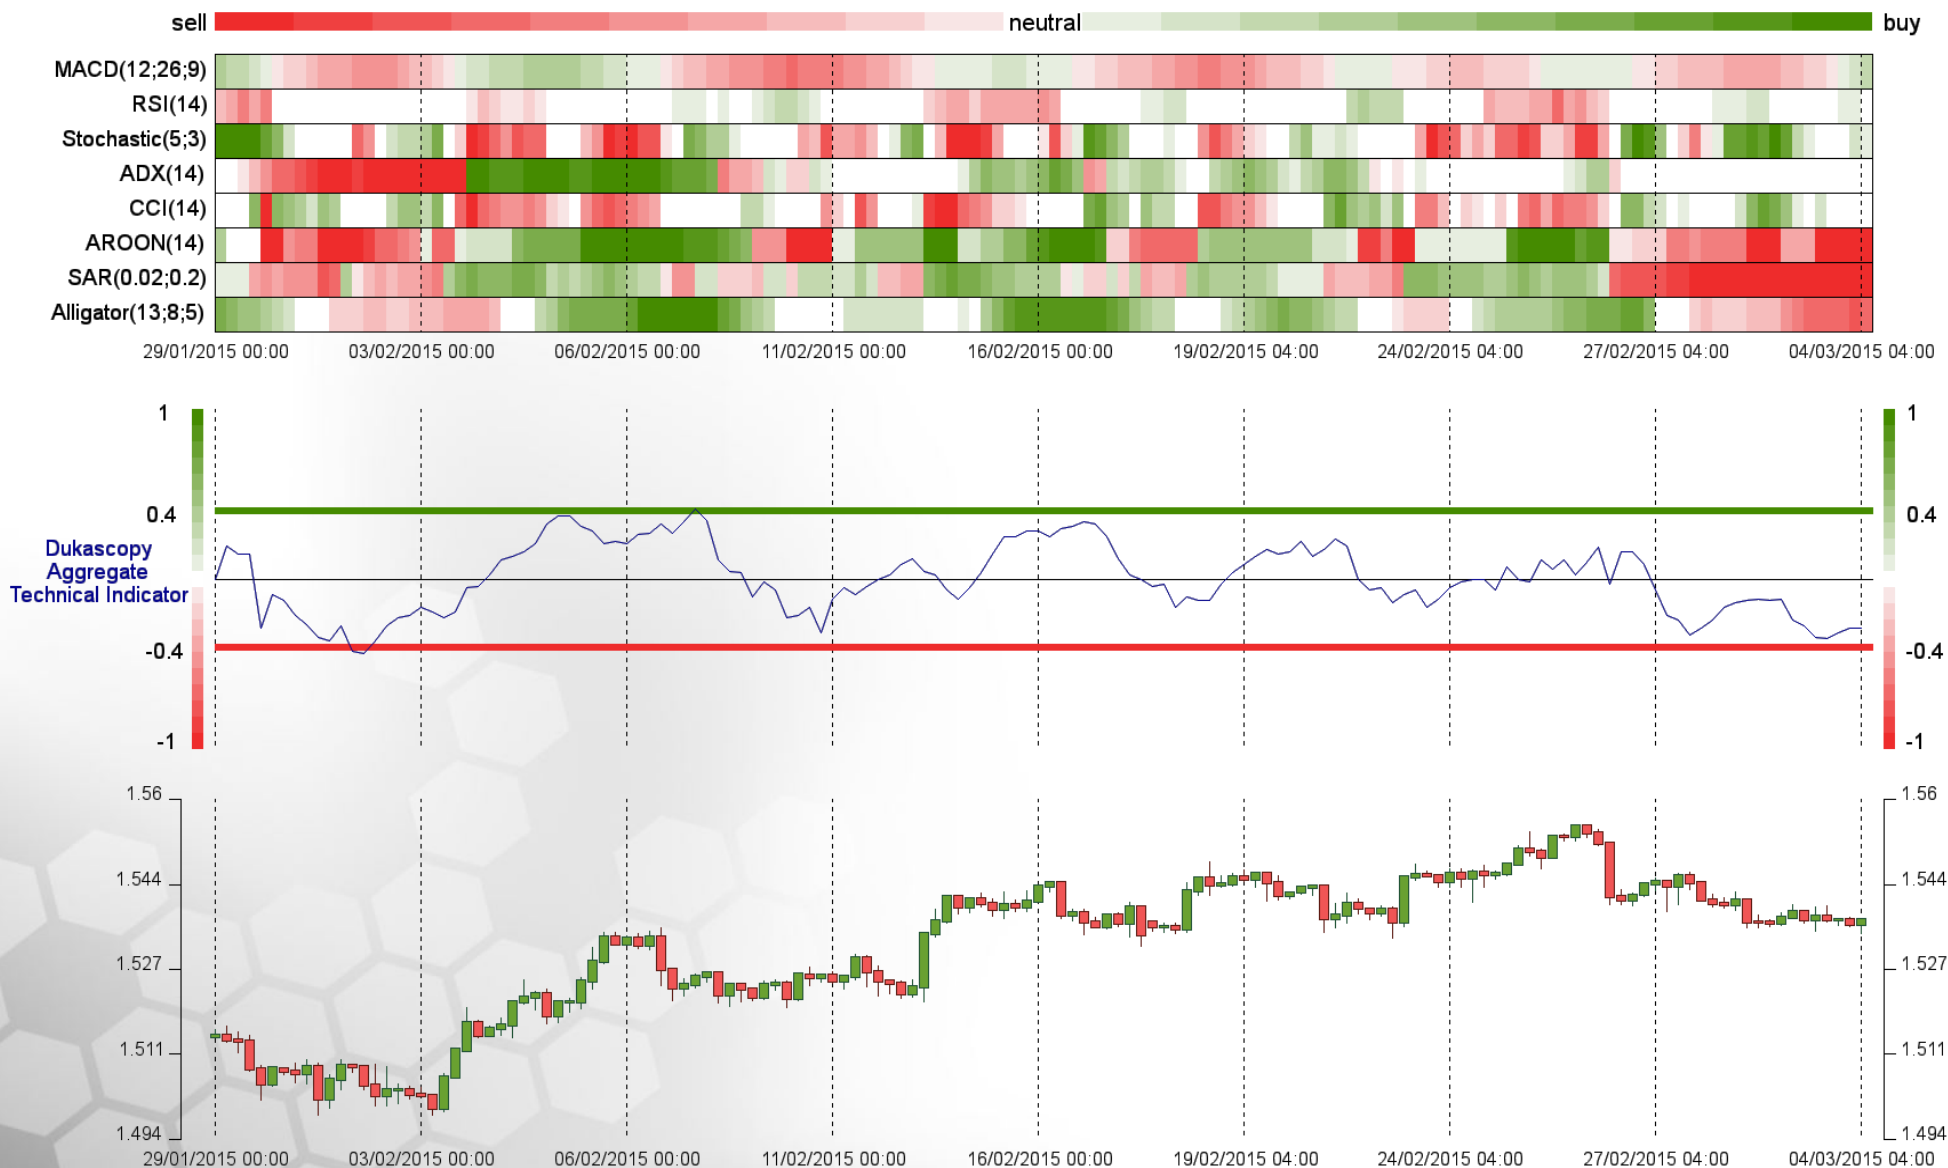 sell neutral buy
MACD(12;26;9)
RSI(14)
Stochastic(5;3)
ADX(14)
CCI(14)
AROON(14)
SAR(0.02;0.2)
Alligator(13;8;5)
29/01/2015 00:00 03/02/2015 00:00 06/02/2015 00:00 11/02/2015 00:00 16/02/2015 00:00 19/02/2015 04:00 24/02/2015 04:00 27/02/2015 04:00 04/03/2015 04:00
1 1
0.4 0.4
Dukascopy
Aggregate
Technical Indicator
-0.4 -0.4
-1 -1
1.56 1.56
1.544 1.544
1.527 1.527
1.511 1.511
1.494 1.494
29/01/2015 00:00 03/02/2015 00:00 06/02/2015 00:00 11/02/2015 00:00 16/02/2015 00:00 19/02/2015 04:00 24/02/2015 04:00 27/02/2015 04:00 04/03/2015 04:00